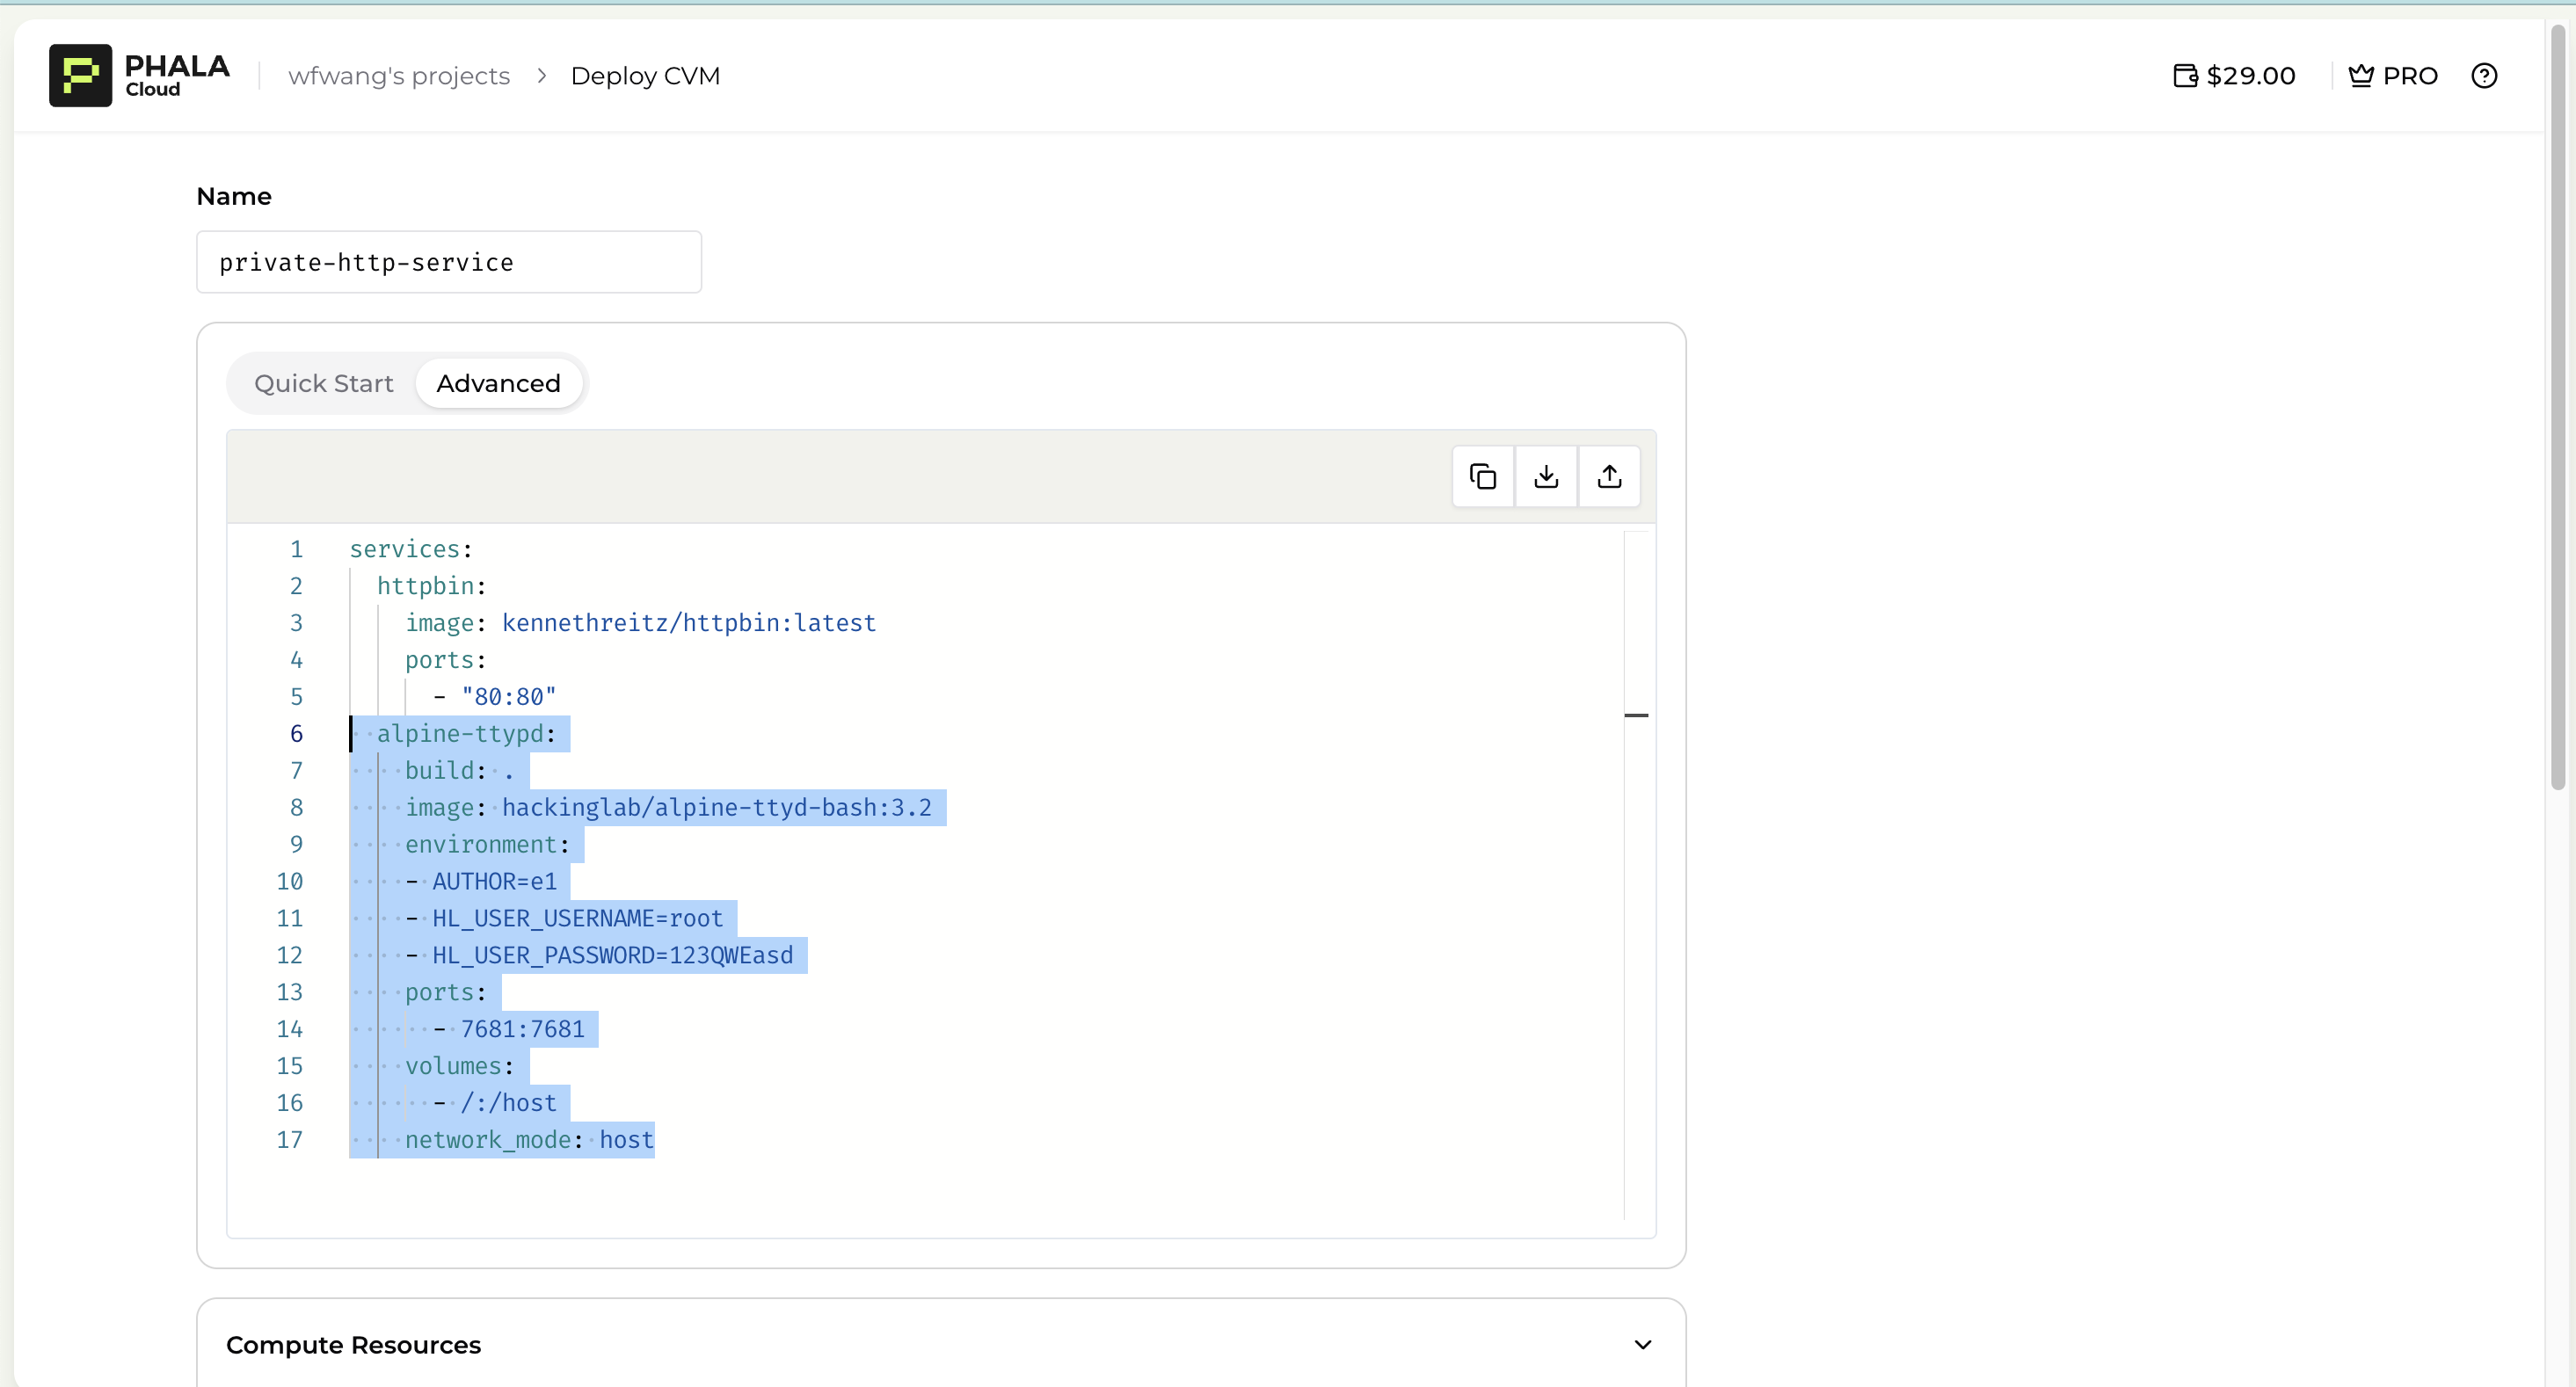 PHALA
Cloud
wfwang's projects > Deploy CVM
$29.00
PRO
Name
private-http-service
Quick Start
Advanced
1 services:
2   httpbin:
3     image: kennethreitz/httpbin:latest
4     ports:
5       - "80:80"
6   alpine-ttypd:
7     build: .
8     image: hackinglab/alpine-ttyd-bash:3.2
9     environment:
10     - AUTHOR=e1
11     - HL_USER_USERNAME=root
12     - HL_USER_PASSWORD=123QWEasd
13     ports:
14       - 7681:7681
15     volumes:
16       - /:/host
17     network_mode: host
Compute Resources